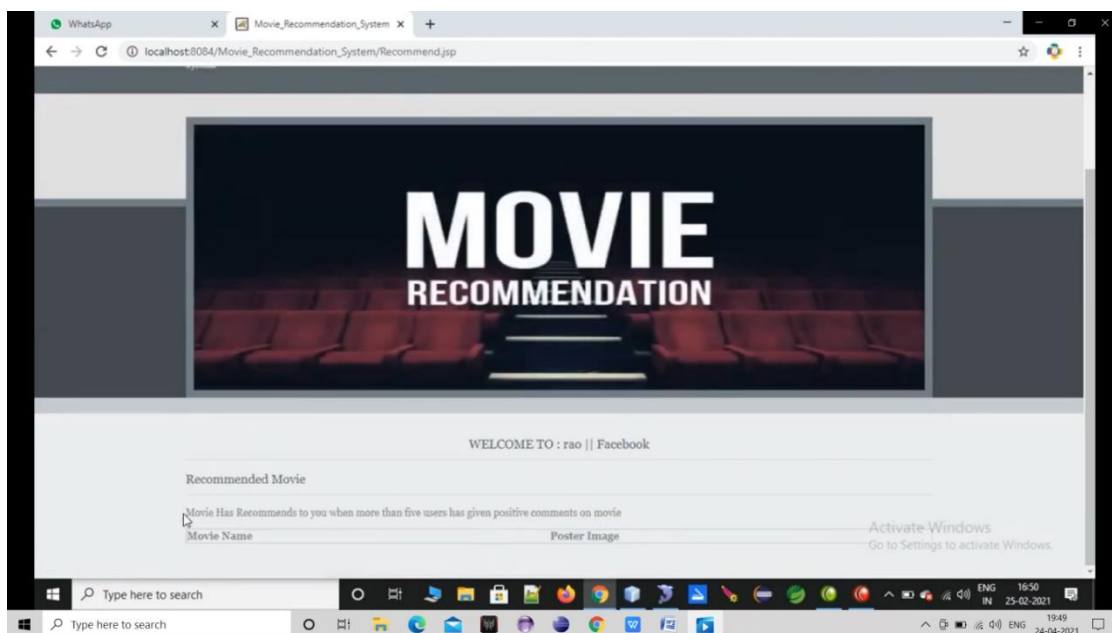 WhatsApp
Movie_Recommendation_System
localhost:8084/Movie_Recommendation_System/Recommend.jsp
MOVIE
RECOMMENDATION
WELCOME TO : rao || Facebook
Recommended Movie
Movie Has Recommends to you when more than five users has given positive comments on movie
Movie Name Poster Image
Activate Windows
Go to Settings to activate Windows.
Type here to search
ENG 16:50
IN 25-02-2021
Type here to search
ENG 19:49
24-04-2021